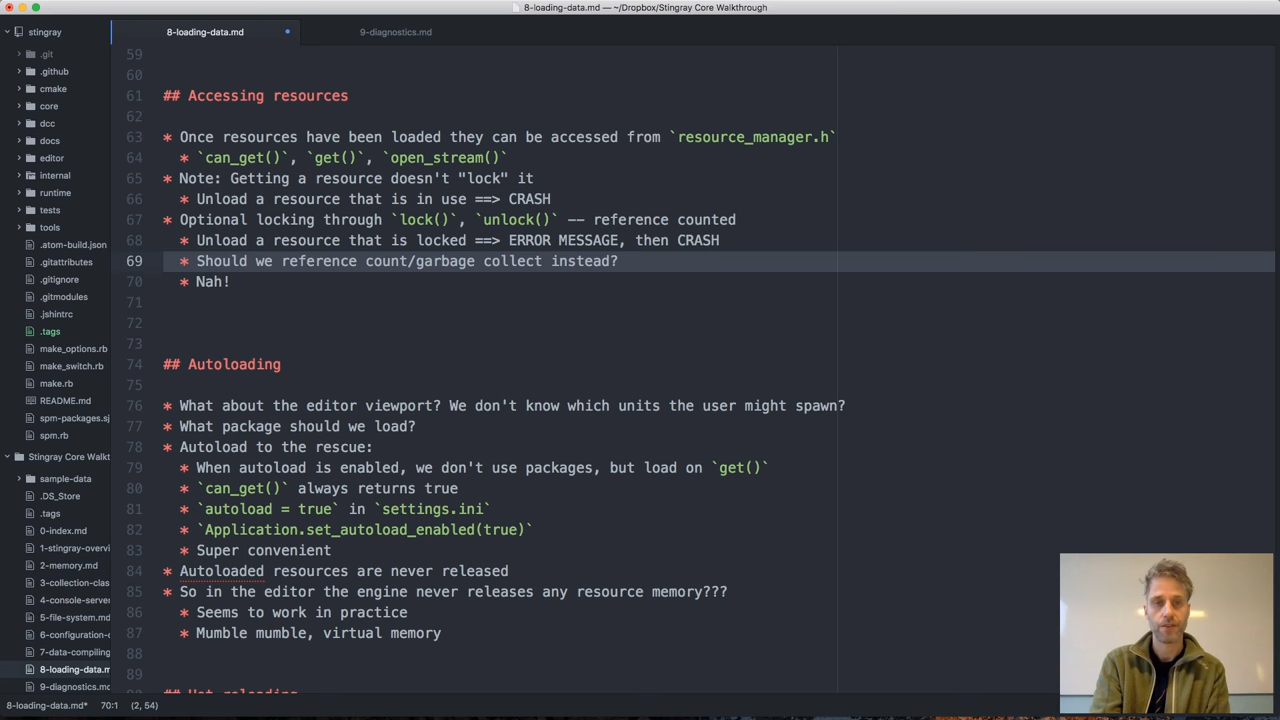 8-loading-data.md — ~/Dropbox/Stingray Core Walkthrough
stingray
.git
.github
cmake
core
dcc
docs
editor
internal
runtime
tests
tools
.atom-build.json
.gitattributes
.gitignore
.gitmodules
.jshintrc
.tags
make_options.rb
make_switch.rb
make.rb
README.md
spm-packages.sj
spm.rb
Stingray Core Walkt
sample-data
.DS_Store
.tags
0-index.md
1-stingray-overvi
2-memory.md
3-collection-clas
4-console-server
5-file-system.md
6-configuration-d
7-data-compiling
8-loading-data.m
9-diagnostics.md
8-loading-data.md
9-diagnostics.md
59
60
61 ## Accessing resources
62
63 * Once resources have been loaded they can be accessed from `resource_manager.h`
64 * `can_get()`, `get()`, `open_stream()`
65 * Note: Getting a resource doesn't "lock" it
66 * Unload a resource that is in use ==> CRASH
67 * Optional locking through `lock()`, `unlock()` -- reference counted
68 * Unload a resource that is locked ==> ERROR MESSAGE, then CRASH
69 * Should we reference count/garbage collect instead?
70 * Nah!
71
72
73
74 ## Autoloading
75
76 * What about the editor viewport? We don't know which units the user might spawn?
77 * What package should we load?
78 * Autoload to the rescue:
79 * When autoload is enabled, we don't use packages, but load on `get()`
80 * `can_get()` always returns true
81 * `autoload = true` in `settings.ini`
82 * `Application.set_autoload_enabled(true)`
83 * Super convenient
84 * Autoloaded resources are never released
85 * So in the editor the engine never releases any resource memory???
86 * Seems to work in practice
87 * Mumble mumble, virtual memory
88
89
## Hot reloading
8-loading-data.md* 70:1 (2, 54)